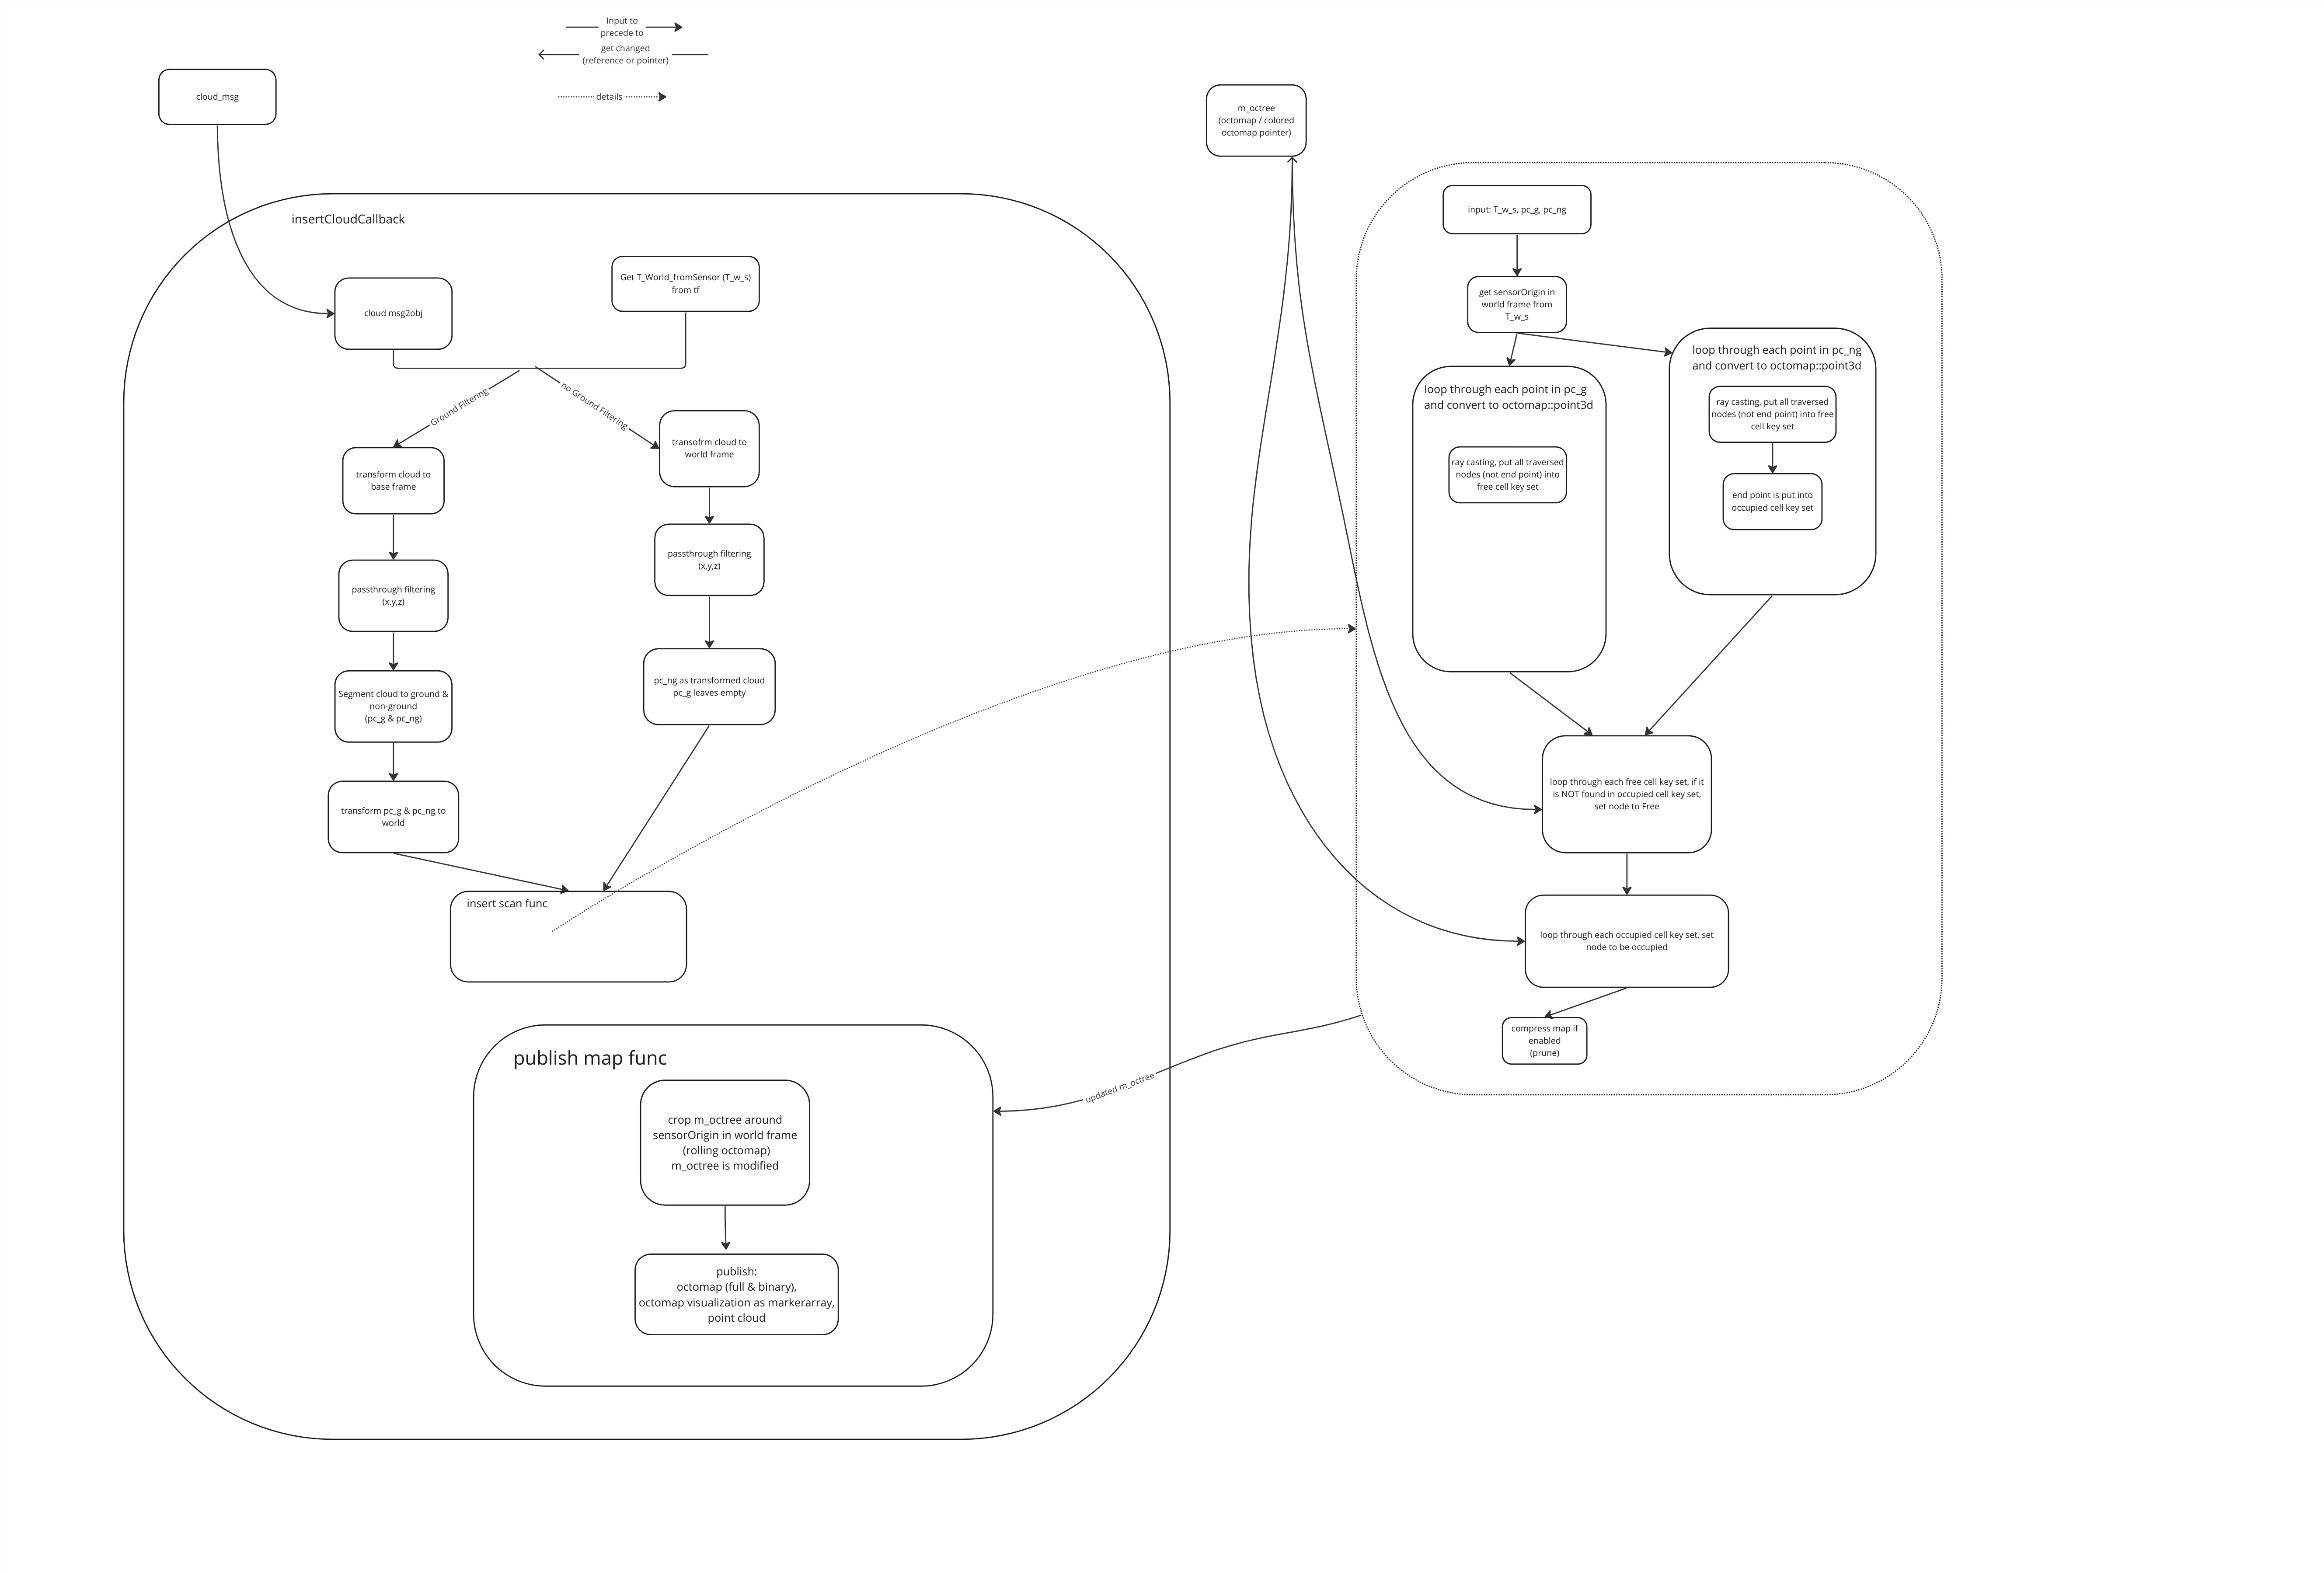 Input to
precede to
get changed
(reference or pointer)
details
cloud_msg
m_octree
(octomap / colored
octomap pointer)
insertCloudCallback
cloud msg2obj
Get T_World_fromSensor (T_w_s)
from tf
Ground Filtering
no Ground Filtering
transform cloud to
base frame
passthrough filtering
(x,y,z)
Segment cloud to ground &
non-ground
(pc_g & pc_ng)
transform pc_g & pc_ng to
world
transofrm cloud to
world frame
passthrough filtering
(x,y,z)
pc_ng as transformed cloud
pc_g leaves empty
insert scan func
publish map func
crop m_octree around
sensorOrigin in world frame
(rolling octomap)
m_octree is modified
publish:
octomap (full & binary),
octomap visualization as markerarray,
point cloud
updated m_octree
input: T_w_s, pc_g, pc_ng
get sensorOrigin in
world frame from
T_w_s
loop through each point in pc_g
and convert to octomap::point3d
ray casting, put all traversed
nodes (not end point) into
free cell key set
loop through each point in pc_ng
and convert to octomap::point3d
ray casting, put all traversed
nodes (not end point) into free
cell key set
end point is put into
occupied cell key set
loop through each free cell key set, if it
is NOT found in occupied cell key set,
set node to Free
loop through each occupied cell key set, set
node to be occupied
compress map if
enabled
(prune)